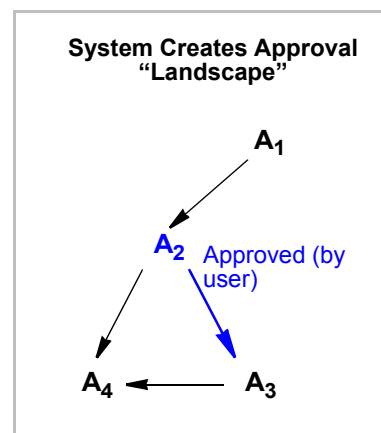 System Creates Approval
“Landscape”
A₁
A₂
Approved (by
user)
A₄
A₃